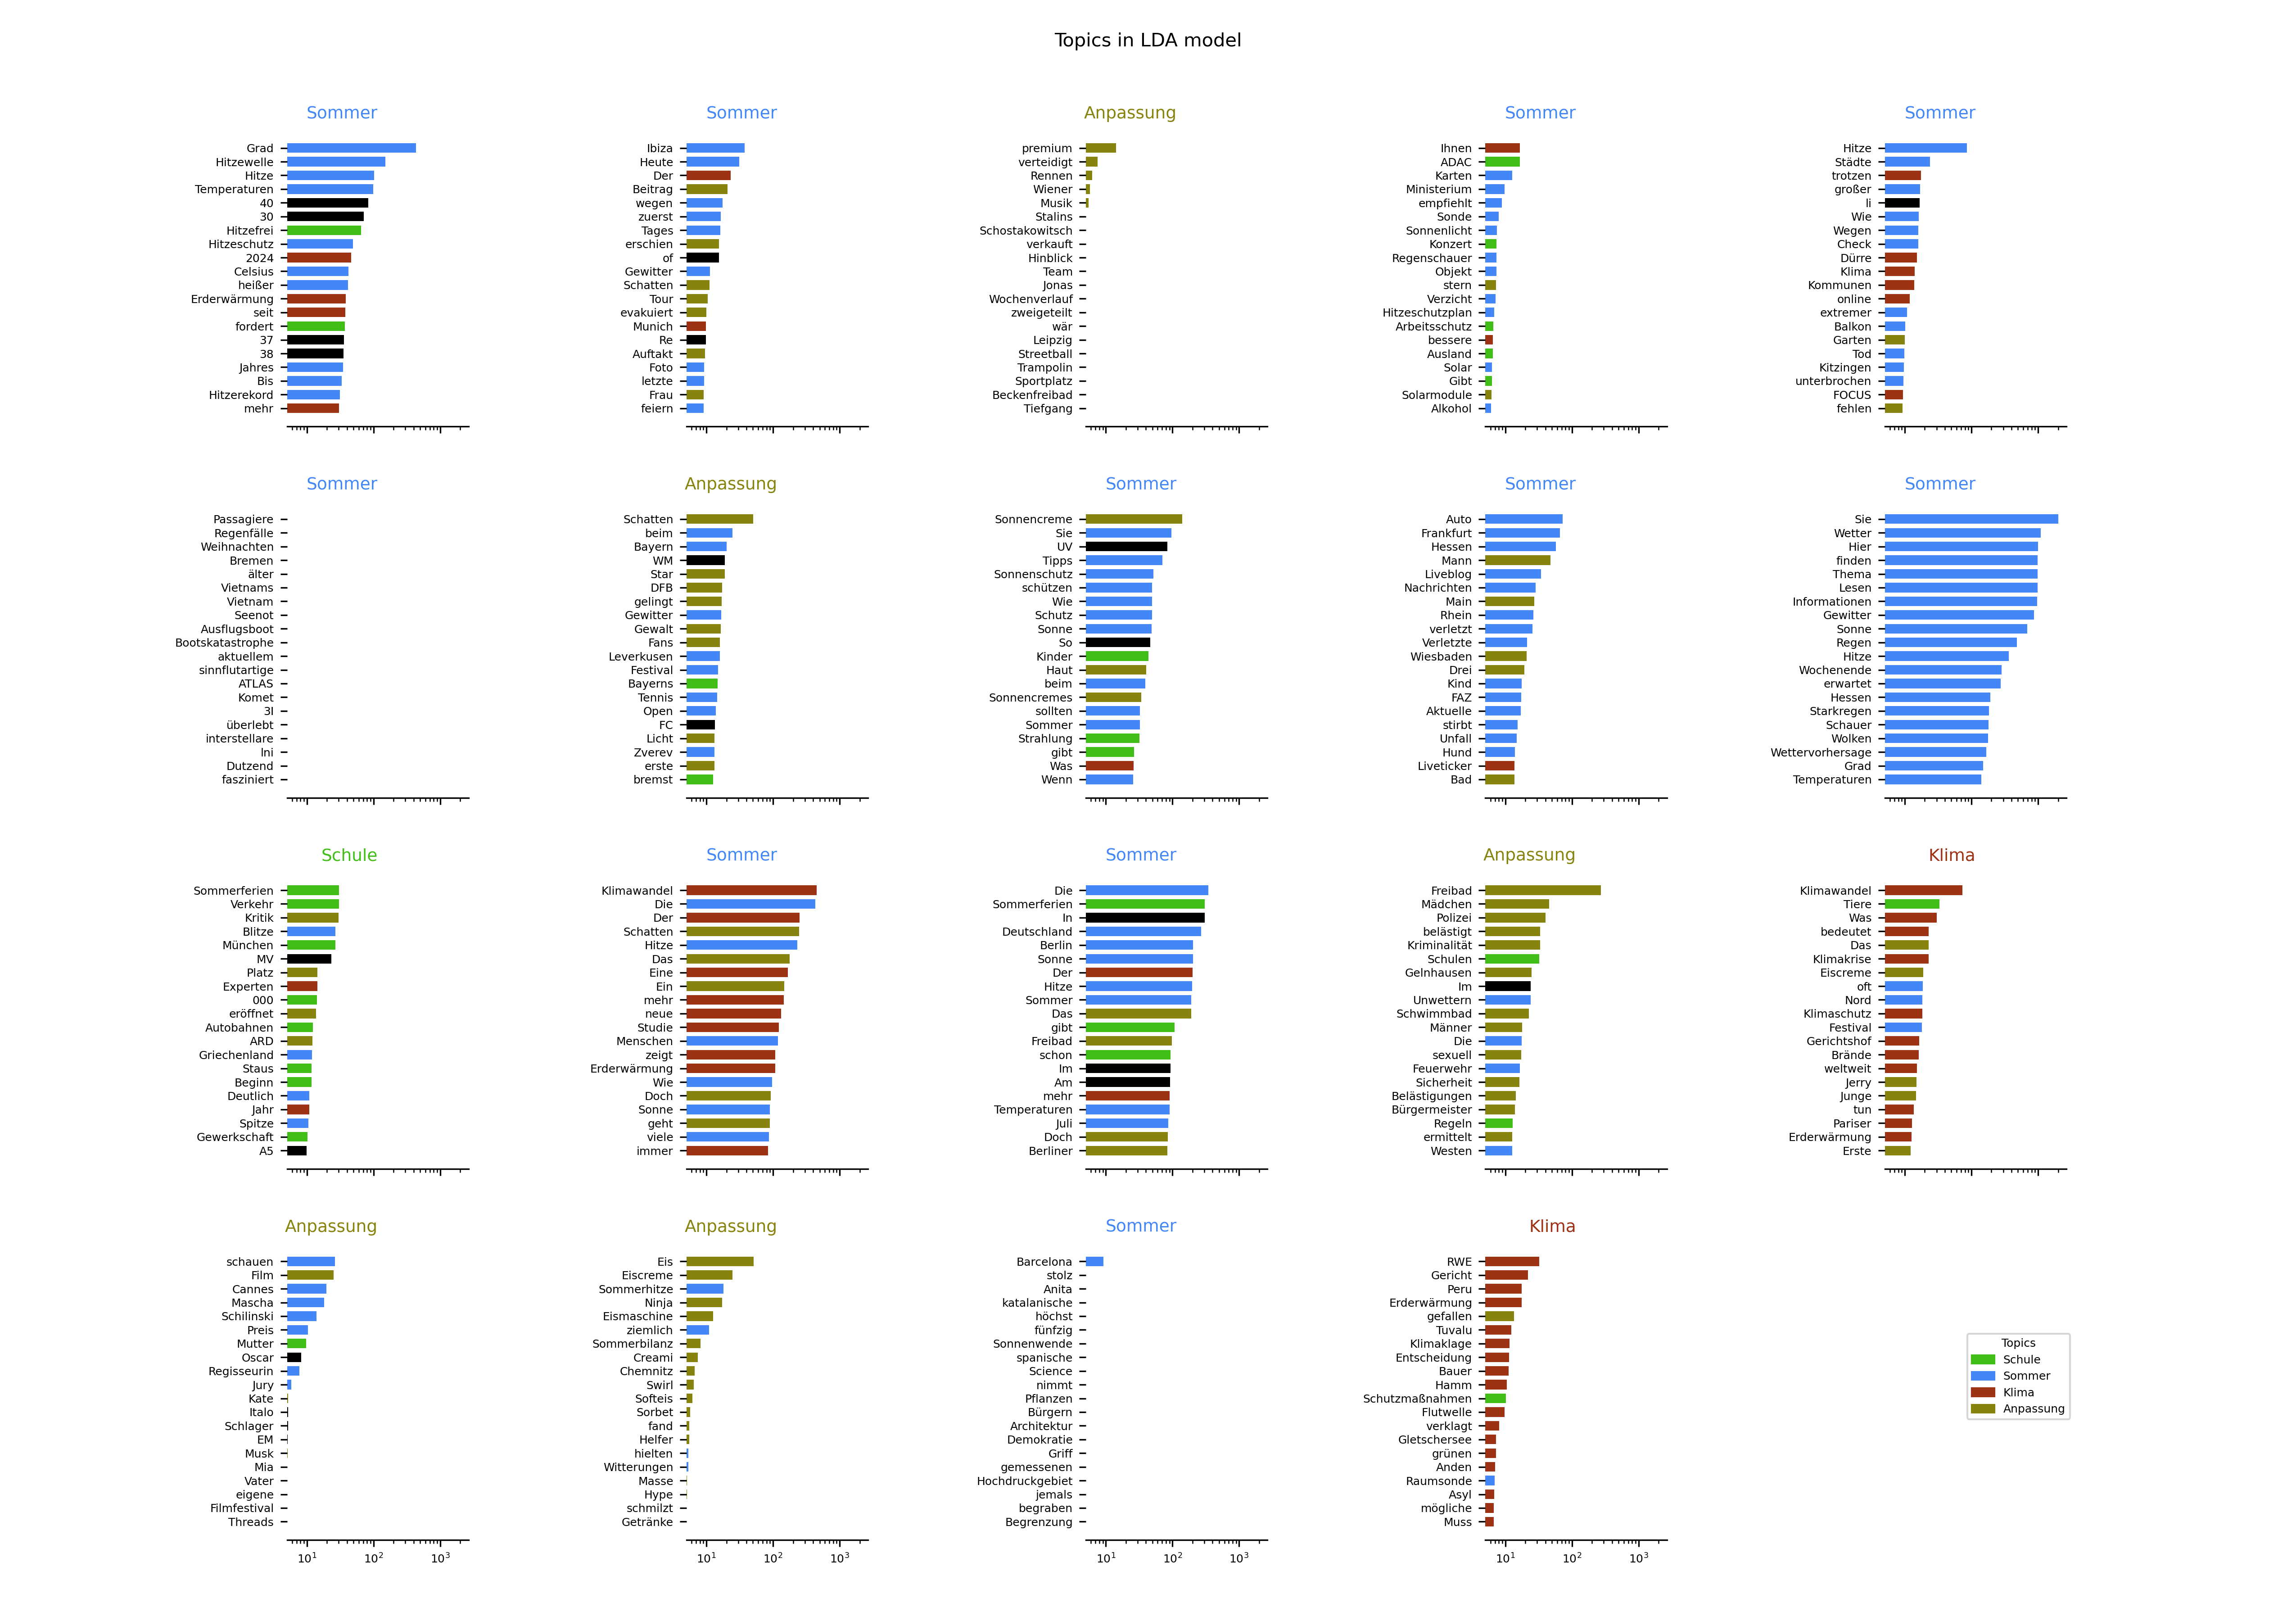 Topics in LDA model
Sommer
Grad
Hitzewelle
Hitze
Temperaturen
40
30
Hitzefrei
Hitzeschutz
2024
Celsius
heißer
Erderwärmung
seit
fordert
37
38
Jahres
Bis
Hitzerekord
mehr
Sommer
Ibiza
Heute
Der
Beitrag
wegen
zuerst
Tages
erschien
of
Gewitter
Schatten
Tour
evakuiert
Munich
Re
Auftakt
Foto
letzte
Frau
feiern
Anpassung
premium
verteidigt
Rennen
Wiener
Musik
Stalins
Schostakowitsch
verkauft
Hinblick
Team
Jonas
Wochenverlauf
zweigeteilt
wär
Leipzig
Streetball
Trampolin
Sportplatz
Beckenfreibad
Tiefgang
Sommer
Ihnen
ADAC
Karten
Ministerium
empfiehlt
Sonde
Sonnenlicht
Konzert
Regenschauer
Objekt
stern
Verzicht
Hitzeschutzplan
Arbeitsschutz
bessere
Ausland
Solar
Gibt
Solarmodule
Alkohol
Sommer
Hitze
Städte
trotzen
großer
li
Wie
Wegen
Check
Dürre
Klima
Kommunen
online
extremer
Balkon
Garten
Tod
Kitzingen
unterbrochen
FOCUS
fehlen
Sommer
Passagiere
Regenfälle
Weihnachten
Bremen
älter
Vietnams
Vietnam
Seenot
Ausflugsboot
Bootskatastrophe
aktuellem
sinnflutartige
ATLAS
Komet
3I
überlebt
interstellare
Ini
Dutzend
fasziniert
Anpassung
Schatten
beim
Bayern
WM
Star
DFB
gelingt
Gewitter
Gewalt
Fans
Leverkusen
Festival
Bayerns
Tennis
Open
FC
Licht
Zverev
erste
bremst
Sommer
Sonnencreme
Sie
UV
Tipps
Sonnenschutz
schützen
Wie
Schutz
Sonne
So
Kinder
Haut
beim
Sonnencremes
sollten
Sommer
Strahlung
gibt
Was
Wenn
Sommer
Auto
Frankfurt
Hessen
Mann
Liveblog
Nachrichten
Main
Rhein
verletzt
Verletzte
Wiesbaden
Drei
Kind
FAZ
Aktuelle
stirbt
Unfall
Hund
Liveticker
Bad
Sommer
Sie
Wetter
Hier
finden
Thema
Lesen
Informationen
Gewitter
Sonne
Regen
Hitze
Wochenende
erwartet
Hessen
Starkregen
Schauer
Wolken
Wettervorhersage
Grad
Temperaturen
Schule
Sommerferien
Verkehr
Kritik
Blitze
München
MV
Platz
Experten
000
eröffnet
Autobahnen
ARD
Griechenland
Staus
Beginn
Deutlich
Jahr
Spitze
Gewerkschaft
A5
Sommer
Klimawandel
Die
Der
Schatten
Hitze
Das
Eine
Ein
mehr
neue
Studie
Menschen
zeigt
Erderwärmung
Wie
Doch
Sonne
geht
viele
immer
Sommer
Die
Sommerferien
In
Deutschland
Berlin
Sonne
Der
Hitze
Sommer
Das
gibt
Freibad
schon
Im
Am
mehr
Temperaturen
Juli
Doch
Berliner
Anpassung
Freibad
Mädchen
Polizei
belästigt
Kriminalität
Schulen
Gelnhausen
Im
Unwettern
Schwimmbad
Männer
Die
sexuell
Feuerwehr
Sicherheit
Belästigungen
Bürgermeister
Regeln
ermittelt
Westen
Klima
Klimawandel
Tiere
Was
bedeutet
Das
Klimakrise
Eiscreme
oft
Nord
Klimaschutz
Festival
Gerichtshof
Brände
weltweit
Jerry
Junge
tun
Pariser
Erderwärmung
Erste
Anpassung
schauen
Film
Cannes
Mascha
Schilinski
Preis
Mutter
Oscar
Regisseurin
Jury
Kate
Italo
Schlager
EM
Musk
Mia
Vater
eigene
Filmfestival
Threads
10¹ 10² 10³
Anpassung
Eis
Eiscreme
Sommerhitze
Ninja
Eismaschine
ziemlich
Sommerbilanz
Creami
Chemnitz
Swirl
Softeis
Sorbet
fand
Helfer
hielten
Witterungen
Masse
Hype
schmilzt
Getränke
10¹ 10² 10³
Sommer
Barcelona
stolz
Anita
katalanische
höchst
fünfzig
Sonnenwende
spanische
Science
nimmt
Pflanzen
Bürgern
Architektur
Demokratie
Griff
gemessenen
Hochdruckgebiet
jemals
begraben
Begrenzung
10¹ 10² 10³
Klima
RWE
Gericht
Peru
Erderwärmung
gefallen
Tuvalu
Klimaklage
Entscheidung
Bauer
Hamm
Schutzmaßnahmen
Flutwelle
verklagt
Gletschersee
grünen
Anden
Raumsonde
Asyl
mögliche
Muss
10¹ 10² 10³
Topics
Schule
Sommer
Klima
Anpassung